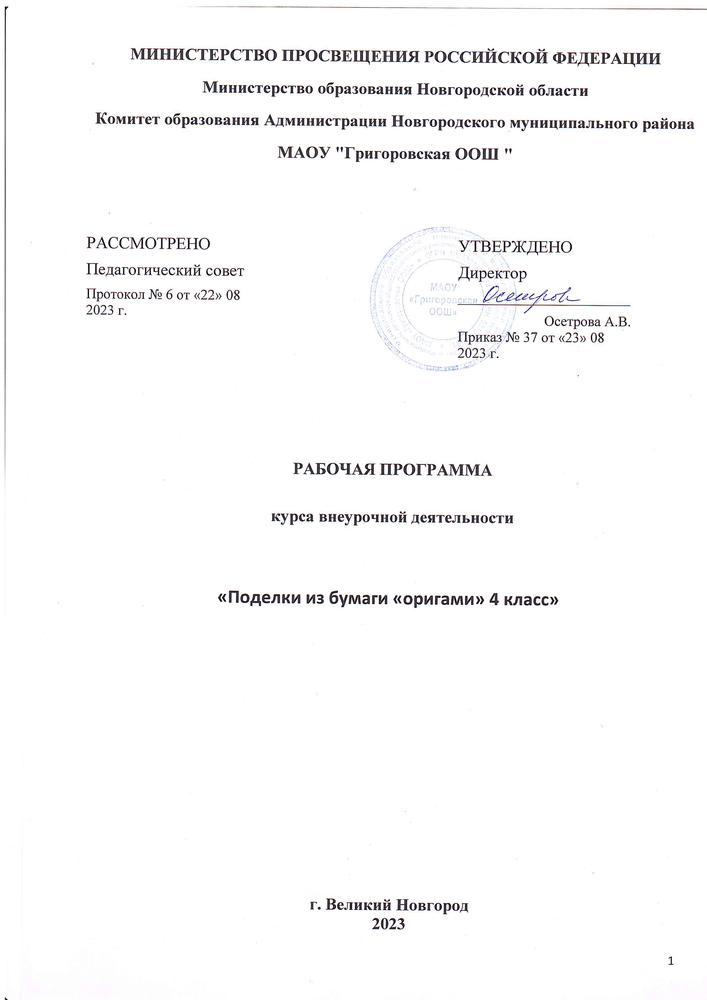 МИНИСТЕРСТВО ПРОСВЕЩЕНИЯ РОССИЙСКОЙ ФЕДЕРАЦИИ
Министерство образования Новгородской области
Комитет образования Администрации Новгородского муниципального района
МАОУ "Григоровская ООШ "
РАССМОТРЕНО
Педагогический совет
Протокол № 6 от «22» 08
2023 г.
МАОУ
«Григоровская
ООШ»
УТВЕРЖДЕНО
Директор
Осетров
Осетрова А.В.
Приказ № 37 от «23» 08
2023 г.
РАБОЧАЯ ПРОГРАММА
курса внеурочной деятельности
«Поделки из бумаги «оригами» 4 класс»
г. Великий Новгород
2023
1